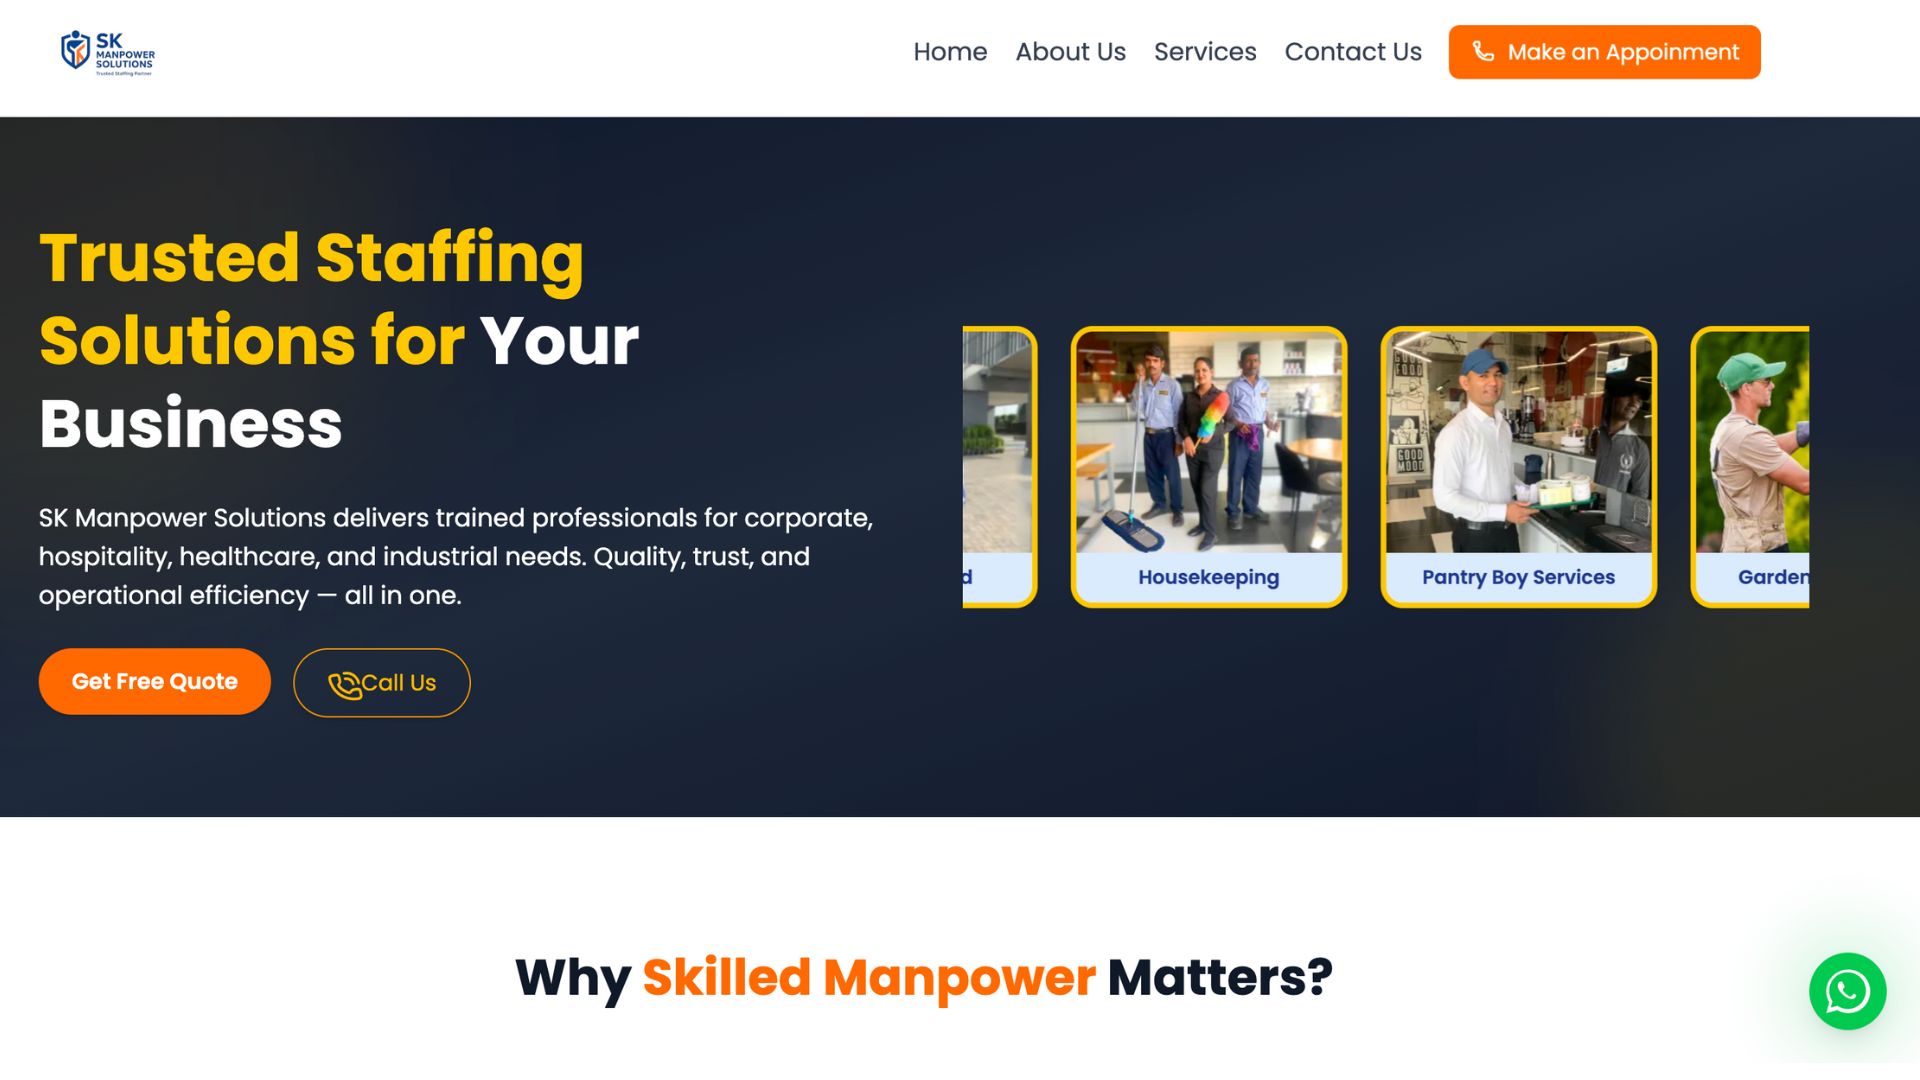 SK
MANPOWER
SOLUTIONS
Trusted Staffing Partner
Home
About Us
Services
Contact Us
Make an Appoinment
Trusted Staffing
Solutions for Your
Business
SK Manpower Solutions delivers trained professionals for corporate,
hospitality, healthcare, and industrial needs. Quality, trust, and
operational efficiency — all in one.
Get Free Quote
Call Us
GOOD
FOOD
GOOD
MOOD
d
Housekeeping
Pantry Boy Services
Garden
Why Skilled Manpower Matters?